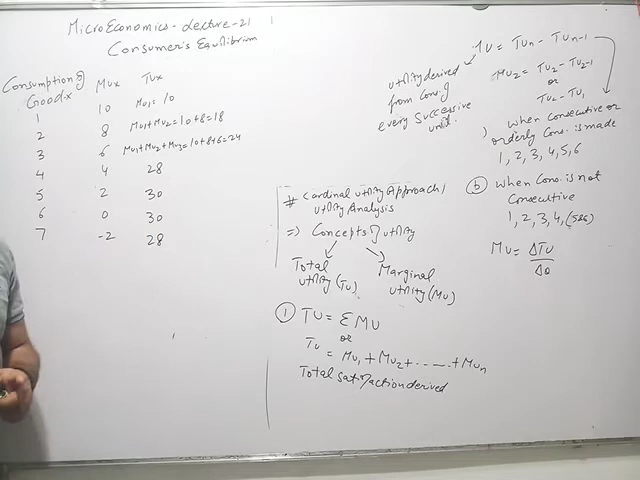 MicroEconomics - Lecture-21
Consumer's Equilibrium
Consumption of Good-x MUx TUx
1 10 MU1 = 10
2 8 MU1+MU2=10+8=18
3 6 MU1+MU2+MU3=10+8+6=24
4 4 28
5 2 30
6 0 30
7 -2 28
# Cardinal utility Approach/
utility Analysis
=> Concepts of utility
Total
utility (TU)
Marginal
utility (MU)
① TU = ΣMU
or
TU = MU1 + MU2 + ...... + MUn
Total satisfaction derived
MU = TUn - TUn-1
utility derived
from Cons. of
every Successive
unit.
MU2 = TU2 - TU2-1
or
TU2 - TU1
) When consecutive or
orderly Cons. is made
1, 2, 3, 4, 5, 6
ⓑ When Cons. is not
Consecutive
1, 2, 3, 4,
MU = ΔTU
ΔQ